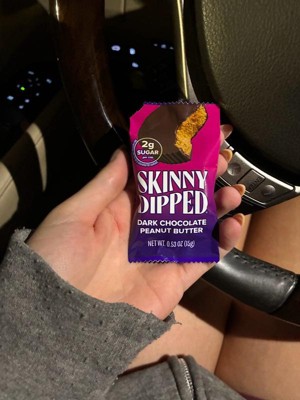 2g
SUGAR
SKINNY
DIPPED
DARK CHOCOLATE
PEANUT BUTTER
NET WT 0.53 OZ (15g)